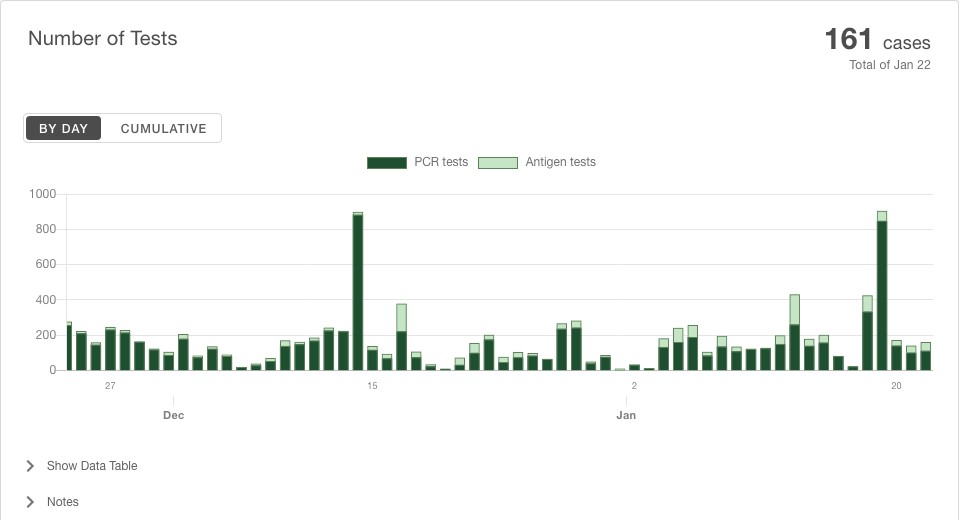 Number of Tests
161 cases
Total of Jan 22
BY DAY CUMULATIVE
PCR tests Antigen tests
1000
800
600
400
200
0
27 15 2 20
Dec Jan
Show Data Table
Notes